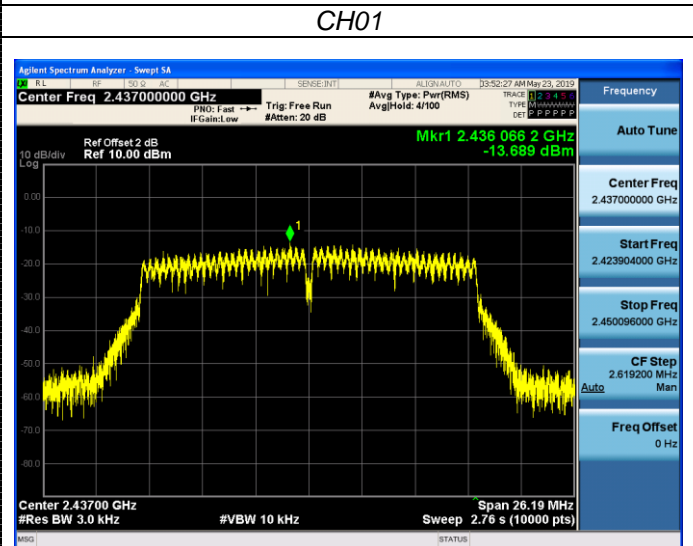 CH01
Agilent Spectrum Analyzer - Swept SA
RL RF 50 Ω AC SENSE:INT ALIGNAUTO 03:52:27 AM May 23, 2019
Center Freq 2.437000000 GHz
PNO: Fast
IFGain:Low
Trig: Free Run
#Atten: 20 dB
#Avg Type: Pwr(RMS)
Avg|Hold: 4/100
TRACE 1 2 3 4 5 6
TYPE M
DET P P P P P P
Frequency
Mkr1 2.436 066 2 GHz
-13.689 dBm
Ref Offset 2 dB
10 dB/div Ref 10.00 dBm
Log
0.00
-10.0
-20.0
-30.0
-40.0
-50.0
-60.0
-70.0
-80.0
1
Auto Tune
Center Freq
2.437000000 GHz
Start Freq
2.423904000 GHz
Stop Freq
2.450096000 GHz
CF Step
2.619200 MHz
Auto Man
Freq Offset
0 Hz
Center 2.43700 GHz Span 26.19 MHz
#Res BW 3.0 kHz #VBW 10 kHz Sweep 2.76 s (10000 pts)
MSG STATUS